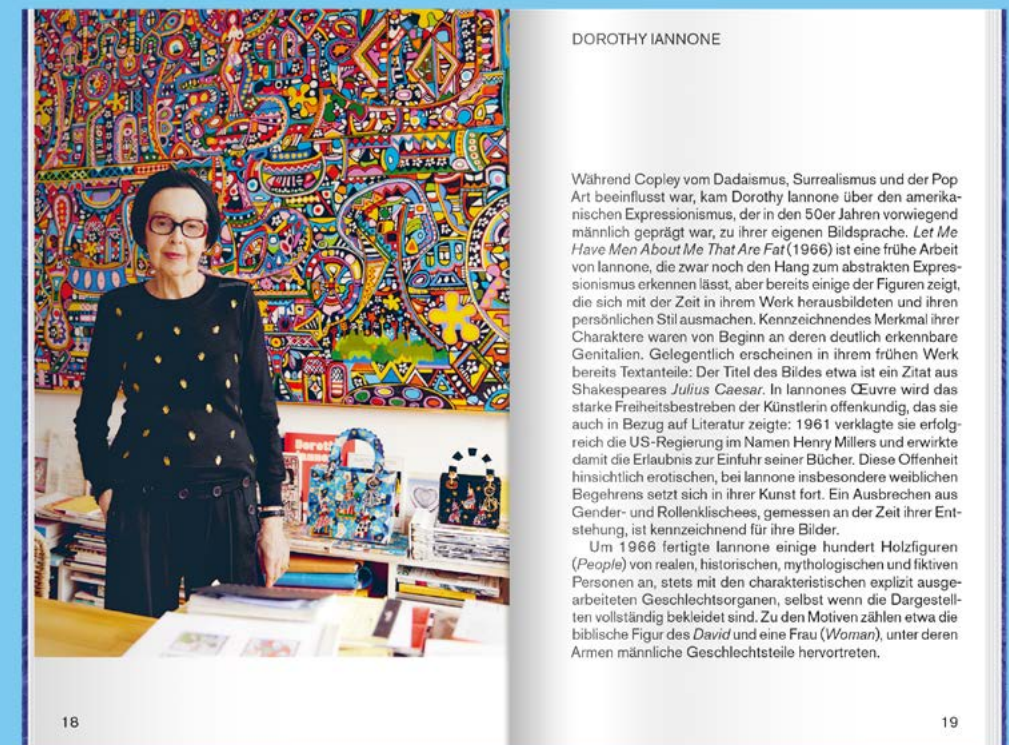 DOROTHY IANNONE
Während Copley vom Dadaismus, Surrealismus und der Pop
Art beeinflusst war, kam Dorothy Iannone über den amerika-
nischen Expressionismus, der in den 50er Jahren vorwiegend
männlich geprägt war, zu ihrer eigenen Bildsprache. Let Me
Have Men About Me That Are Fat (1966) ist eine frühe Arbeit
von Iannone, die zwar noch den Hang zum abstrakten Expres-
sionismus erkennen lässt, aber bereits einige der Figuren zeigt,
die sich mit der Zeit in ihrem Werk herausbildeten und ihren
persönlichen Stil ausmachen. Kennzeichnendes Merkmal ihrer
Charaktere waren von Beginn an deren deutlich erkennbare
Genitalien. Gelegentlich erscheinen in ihrem frühen Werk
bereits Textanteile: Der Titel des Bildes etwa ist ein Zitat aus
Shakespeares Julius Caesar. In Iannones Œuvre wird das
starke Freiheitsbestreben der Künstlerin offenkundig, das sie
auch in Bezug auf Literatur zeigte: 1961 verklagte sie erfolg-
reich die US-Regierung im Namen Henry Millers und erwirkte
damit die Erlaubnis zur Einfuhr seiner Bücher. Diese Offenheit
hinsichtlich erotischen, bei Iannone insbesondere weiblichen
Begehrens setzt sich in ihrer Kunst fort. Ein Ausbrechen aus
Gender- und Rollenklischees, gemessen an der Zeit ihrer Ent-
stehung, ist kennzeichnend für ihre Bilder.
Um 1966 fertigte Iannone einige hundert Holzfiguren
(People) von realen, historischen, mythologischen und fiktiven
Personen an, stets mit den charakteristischen explizit ausge-
arbeiteten Geschlechtsorganen, selbst wenn die Dargestell-
ten vollständig bekleidet sind. Zu den Motiven zählen etwa die
biblische Figur des David und eine Frau (Woman), unter deren
Armen männliche Geschlechtsteile hervortreten.
18
19